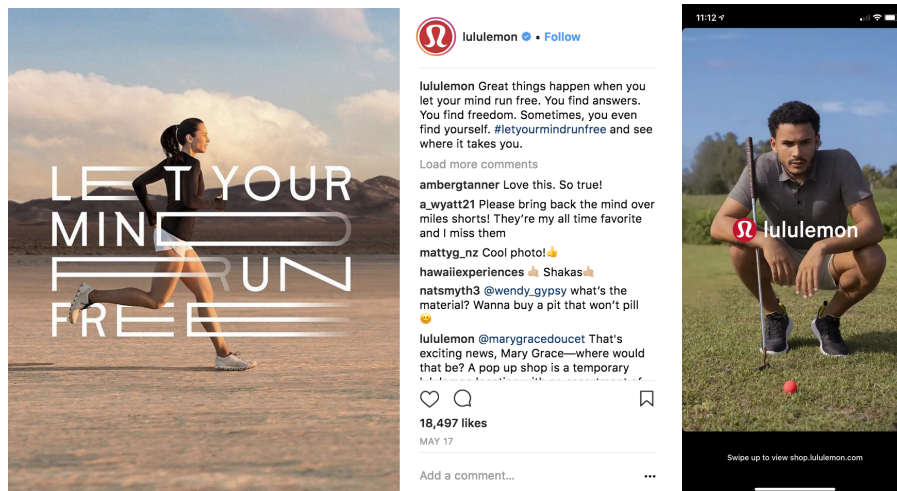 LET YOUR
MIND
RUN
FREE
lululemon • Follow
lululemon Great things happen when you
let your mind run free. You find answers.
You find freedom. Sometimes, you even
find yourself. #letyourmindrunfree and see
where it takes you.
Load more comments
ambergtanner Love this. So true!
a_wyatt21 Please bring back the mind over
miles shorts! They’re my all time favorite
and I miss them
mattyg_nz Cool photo!👍
hawaiiexperiences 🤙🏼 Shakas🤙🏼
natsmyth3 @wendy_gypsy what’s the
material? Wanna buy a pit that won’t pill
😊
lululemon @marygracedoucet That's
exciting news, Mary Grace—where would
that be? A pop up shop is a temporary
18,497 likes
MAY 17
Add a comment...
11:12
lululemon
Swipe up to view shop.lululemon.com